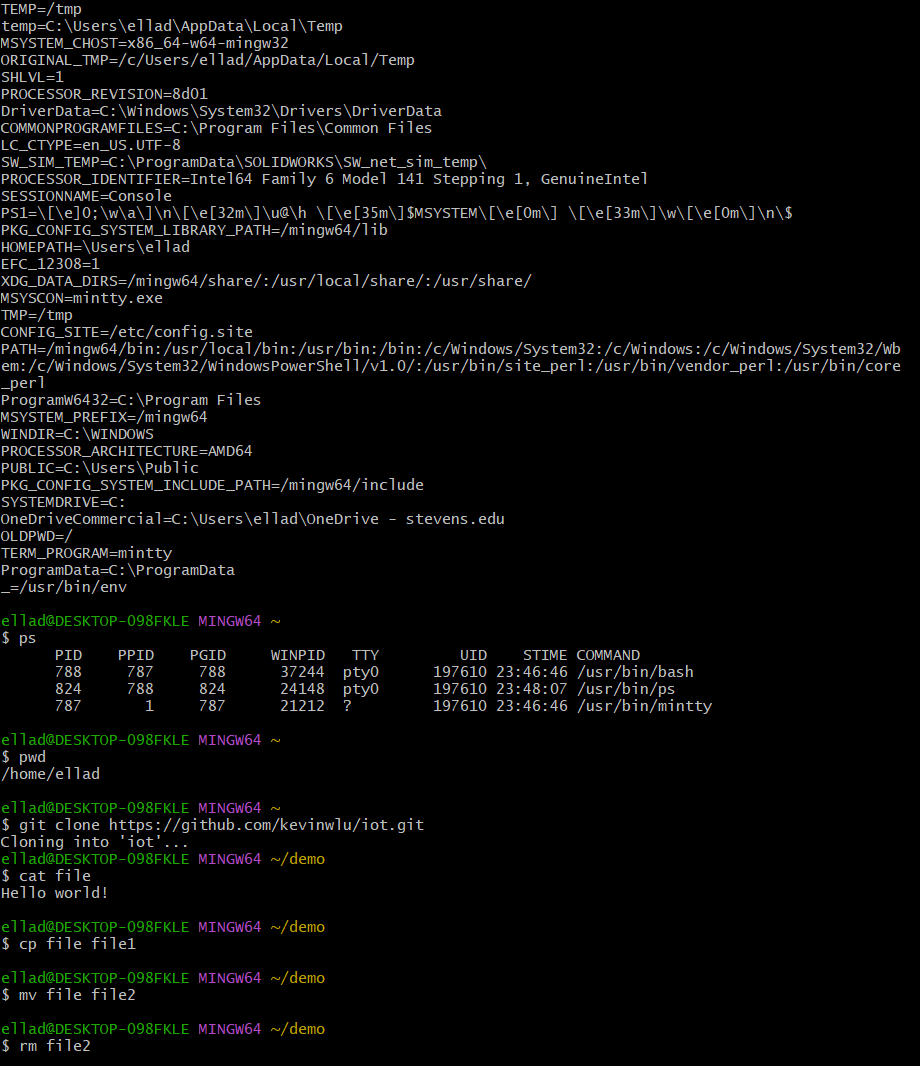 TEMP=/tmp
temp=C:\Users\ellad\AppData\Local\Temp
MSYSTEM_CHOST=x86_64-w64-mingw32
ORIGINAL_TMP=/c/Users/ellad/AppData/Local/Temp
SHLVL=1
PROCESSOR_REVISION=8d01
DriverData=C:\Windows\System32\Drivers\DriverData
COMMONPROGRAMFILES=C:\Program Files\Common Files
LC_CTYPE=en_US.UTF-8
SW_SIM_TEMP=C:\ProgramData\SOLIDWORKS\SW_net_sim_temp\
PROCESSOR_IDENTIFIER=Intel64 Family 6 Model 141 Stepping 1, GenuineIntel
SESSIONNAME=Console
PS1=\[\e]0;\w\a\]\n\[\e[32m\]\u@\h \[\e[35m\]$MSYSTEM\[\e[0m\] \[\e[33m\]\w\[\e[0m\]\n\$
PKG_CONFIG_SYSTEM_LIBRARY_PATH=/mingw64/lib
HOMEPATH=\Users\ellad
EFC_12308=1
XDG_DATA_DIRS=/mingw64/share/:/usr/local/share/:/usr/share/
MSYSCON=mintty.exe
TMP=/tmp
CONFIG_SITE=/etc/config.site
PATH=/mingw64/bin:/usr/local/bin:/usr/bin:/bin:/c/Windows/System32:/c/Windows:/c/Windows/System32/Wb
em:/c/Windows/System32/WindowsPowerShell/v1.0/:/usr/bin/site_perl:/usr/bin/vendor_perl:/usr/bin/core
_perl
ProgramW6432=C:\Program Files
MSYSTEM_PREFIX=/mingw64
WINDIR=C:\WINDOWS
PROCESSOR_ARCHITECTURE=AMD64
PUBLIC=C:\Users\Public
PKG_CONFIG_SYSTEM_INCLUDE_PATH=/mingw64/include
SYSTEMDRIVE=C:
OneDriveCommercial=C:\Users\ellad\OneDrive - stevens.edu
OLDPWD=/
TERM_PROGRAM=mintty
ProgramData=C:\ProgramData
_=/usr/bin/env
ellad@DESKTOP-O98FKLE MINGW64 ~
$ ps
PID PPID PGID WINPID TTY UID STIME COMMAND
788 787 788 37244 pty0 197610 23:46:46 /usr/bin/bash
824 788 824 24148 pty0 197610 23:48:07 /usr/bin/ps
787 1 787 21212 ? 197610 23:46:46 /usr/bin/mintty
ellad@DESKTOP-O98FKLE MINGW64 ~
$ pwd
/home/ellad
ellad@DESKTOP-O98FKLE MINGW64 ~
$ git clone https://github.com/kevinwlu/iot.git
Cloning into 'iot'...
ellad@DESKTOP-O98FKLE MINGW64 ~/demo
$ cat file
Hello world!
ellad@DESKTOP-O98FKLE MINGW64 ~/demo
$ cp file file1
ellad@DESKTOP-O98FKLE MINGW64 ~/demo
$ mv file file2
ellad@DESKTOP-O98FKLE MINGW64 ~/demo
$ rm file2